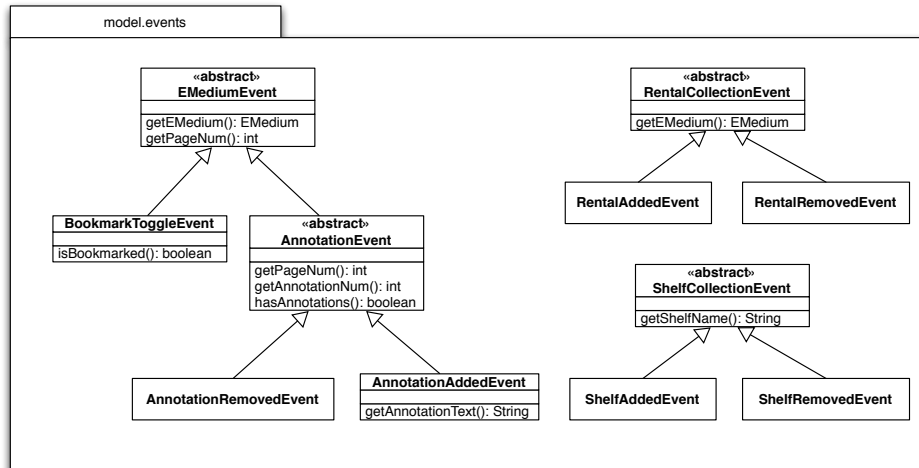 model.events
«abstract»
EMediumEvent
getEMedium(): EMedium
getPageNum(): int
BookmarkToggleEvent
isBookmarked(): boolean
«abstract»
AnnotationEvent
getPageNum(): int
getAnnotationNum(): int
hasAnnotations(): boolean
AnnotationRemovedEvent
AnnotationAddedEvent
getAnnotationText(): String
«abstract»
RentalCollectionEvent
getEMedium(): EMedium
RentalAddedEvent
RentalRemovedEvent
«abstract»
ShelfCollectionEvent
getShelfName(): String
ShelfAddedEvent
ShelfRemovedEvent